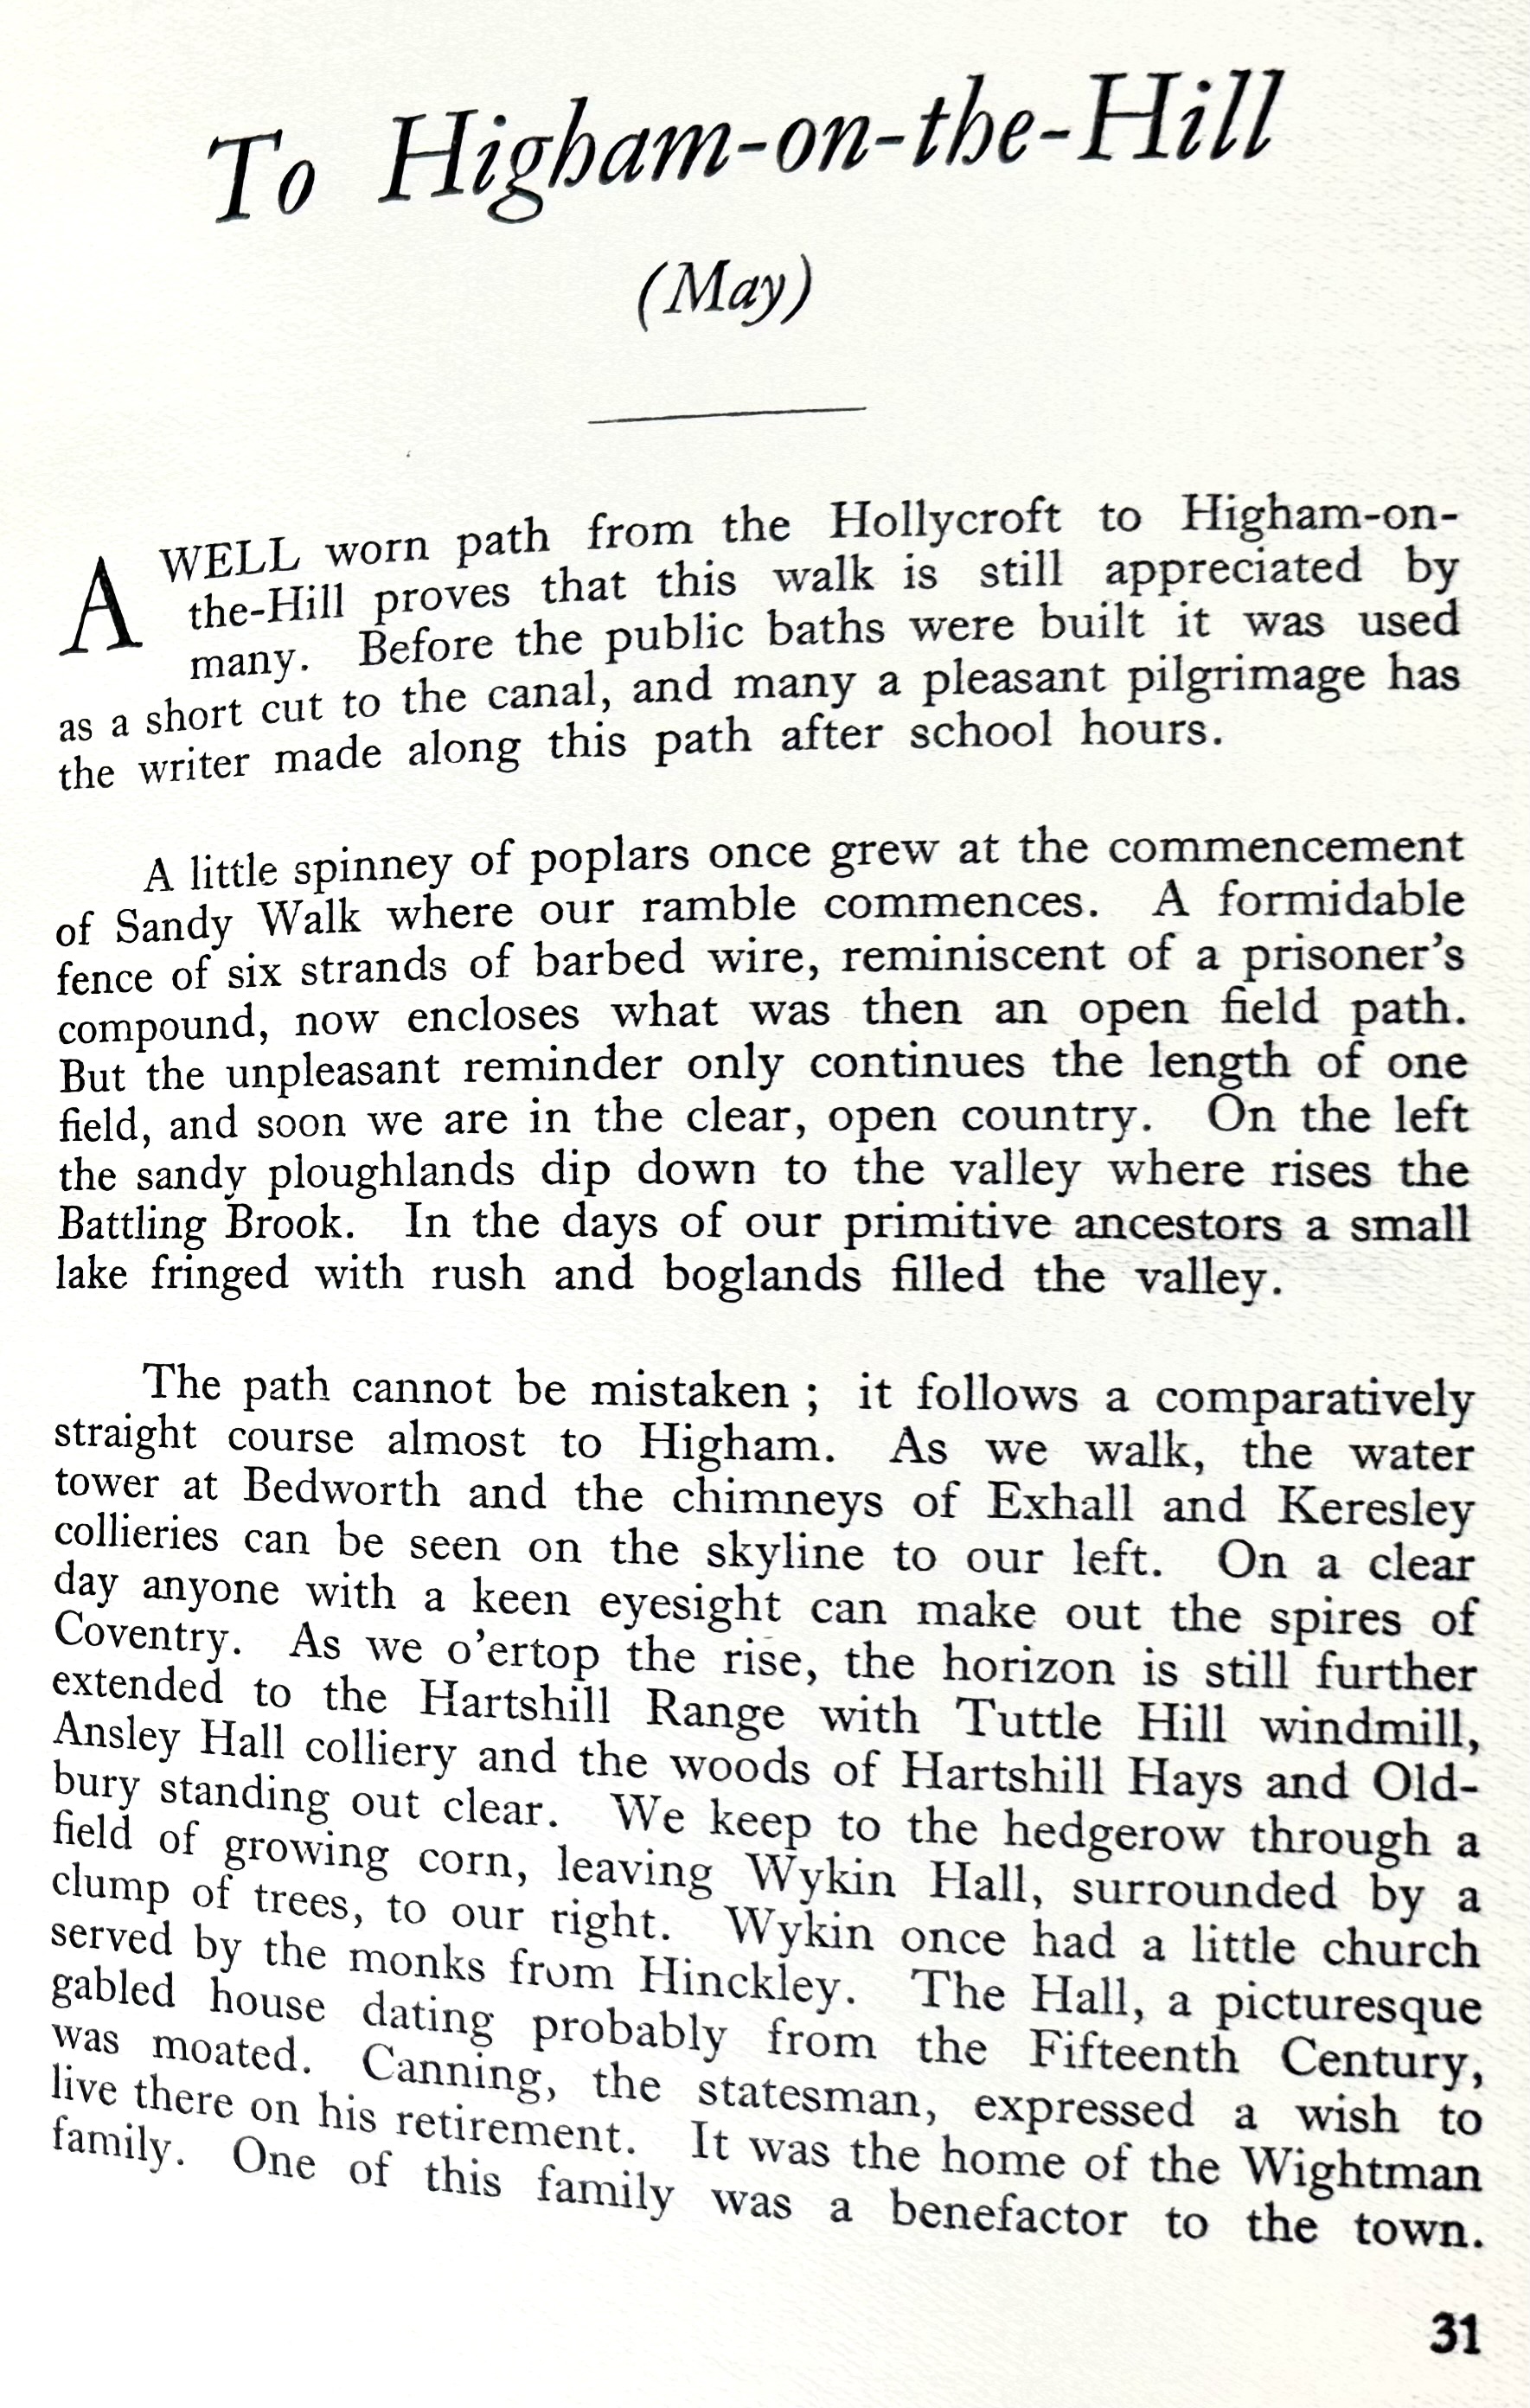 To Higham-on-the-Hill
(May)
A WELL worn path from the Hollycroft to Higham-on-
the-Hill proves that this walk is still appreciated by
many. Before the public baths were built it was used
as a short cut to the canal, and many a pleasant pilgrimage has
the writer made along this path after school hours.
A little spinney of poplars once grew at the commencement
of Sandy Walk where our ramble commences. A formidable
fence of six strands of barbed wire, reminiscent of a prisoner's
compound, now encloses what was then an open field path.
But the unpleasant reminder only continues the length of one
field, and soon we are in the clear, open country. On the left
the sandy ploughlands dip down to the valley where rises the
Battling Brook. In the days of our primitive ancestors a small
lake fringed with rush and boglands filled the valley.
The path cannot be mistaken ; it follows a comparatively
straight course almost to Higham. As we walk, the water
tower at Bedworth and the chimneys of Exhall and Keresley
collieries can be seen on the skyline to our left. On a clear
day anyone with a keen eyesight can make out the spires of
Coventry. As we o'ertop the rise, the horizon is still further
extended to the Hartshill Range with Tuttle Hill windmill,
Ansley Hall colliery and the woods of Hartshill Hays and Old-
bury standing out clear. We keep to the hedgerow through a
field of growing corn, leaving Wykin Hall, surrounded by a
clump of trees, to our right. Wykin once had a little church
served by the monks from Hinckley. The Hall, a picturesque
gabled house dating probably from the Fifteenth Century,
was moated. Canning, the statesman, expressed a wish to
live there on his retirement. It was the home of the Wightman
family. One of this family was a benefactor to the town.
31